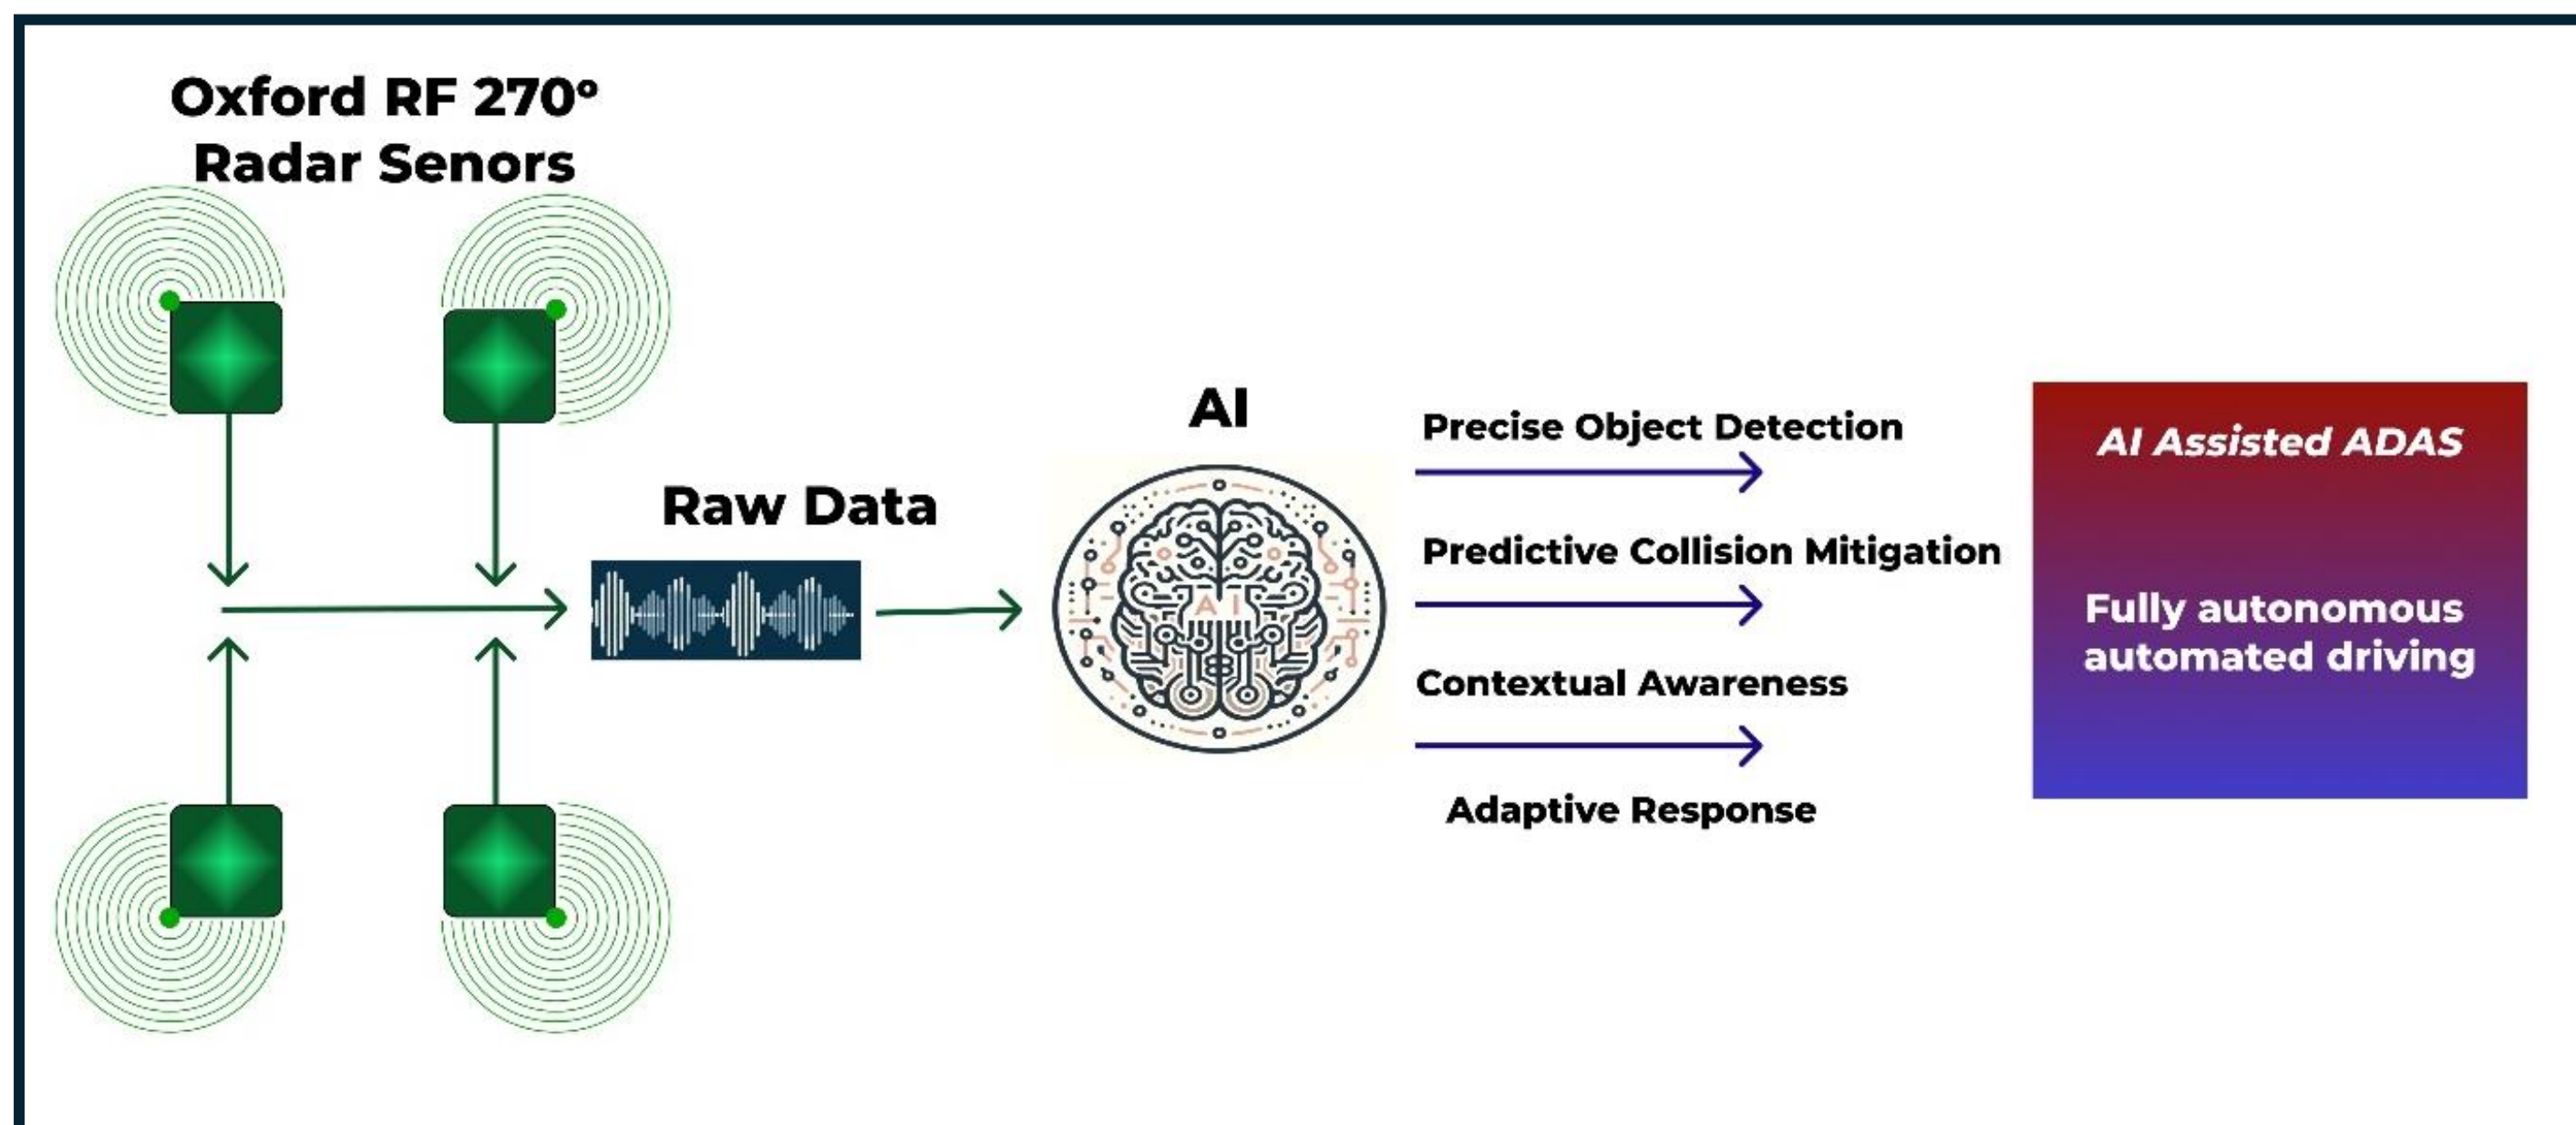 Oxford RF 270°
Radar Senors
Raw Data
AI
AI
Precise Object Detection
Predictive Collision Mitigation
Contextual Awareness
Adaptive Response
AI Assisted ADAS
Fully autonomous
automated driving